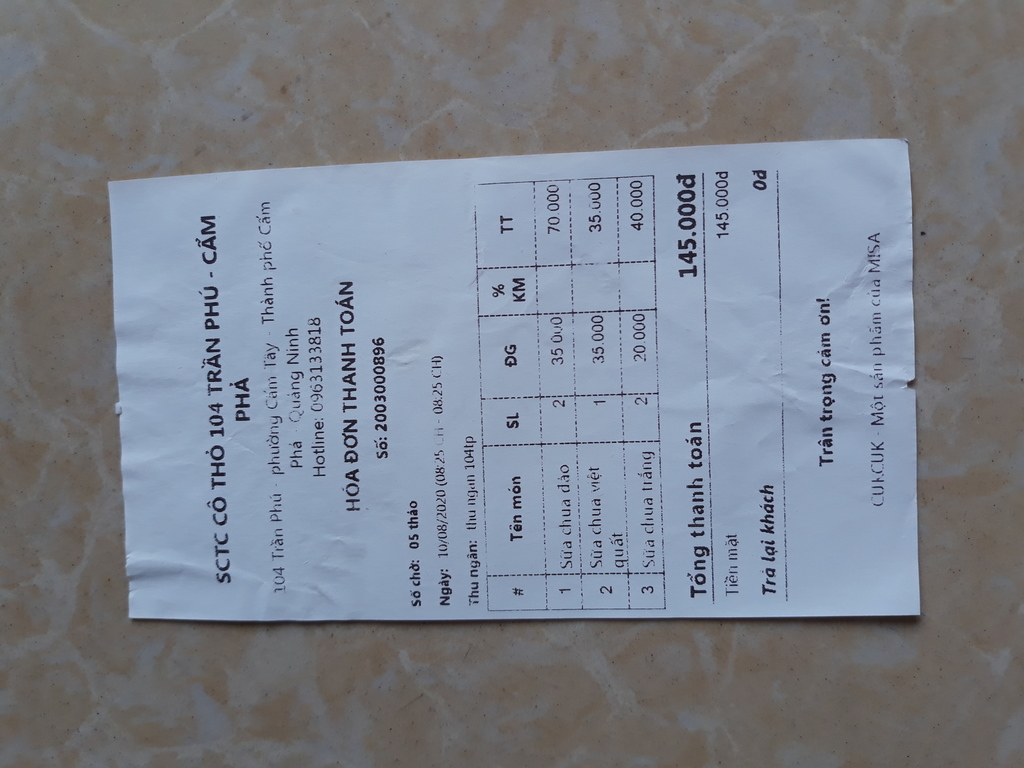 SCTC CÔ THỎ 104 TRẦN PHÚ - CẨM
PHẢ
104 Trần Phú - phường Cẩm Tây - Thành phố Cẩm
Phả - Quảng Ninh
Hotline: 0963133818
HÓA ĐƠN THANH TOÁN
Số: 2003000896
Số chờ: 05 thảo
Ngày: 10/08/2020 (08:25 CH - 08:25 CH)
Thu ngân: thu ngan 104tp
# Tên món SL ĐG % KM TT
1 Sữa chua dào 2 35.000 70.000
2 Sữa chua việt quất 1 35.000 35.000
3 Sữa chua trắng 2 20.000 40.000
Tổng thanh toán 145.000đ
Tiền mặt 145.000đ
Trả lại khách 0đ
Trân trọng cảm ơn!
CUKCUK - Một sản phẩm của MISA